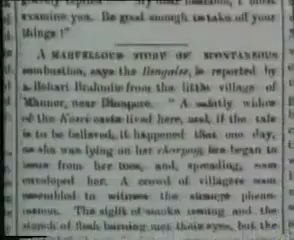 examine you. Be good enough to take off your
things!"
A MARVELLOUS STORY OF SPONTANEOUS
combustion, says the Bengalee, is reported by
a Behari Brahmin from the little village of
near Dinapore. "A saintly widow
of the caste lived here, and, if the tale
is to be believed, it happened that one day,
as she was lying on her charpoy fire began to
issue from her toes, and, spreading, soon
enveloped her. A crowd of villagers soon
assembled to witness the strange phen-
omenon. The sight of smoke issuing and the
stench of flesh burning met their eyes, but the